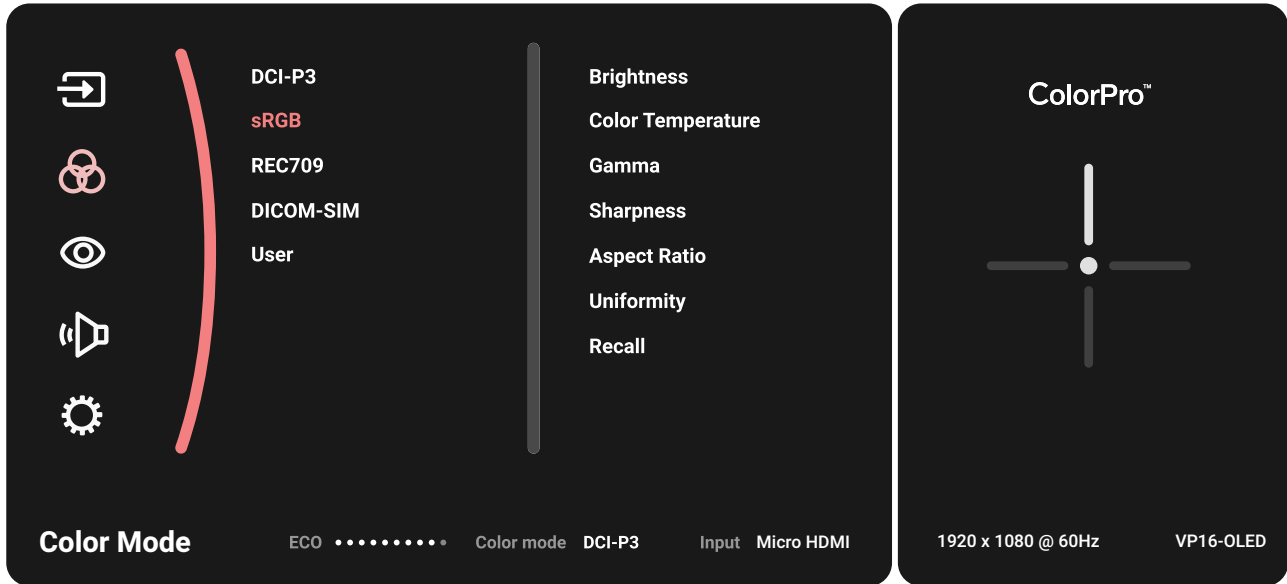 DCI-P3
sRGB
REC709
DICOM-SIM
User
Brightness
Color Temperature
Gamma
Sharpness
Aspect Ratio
Uniformity
Recall
Color Mode
ECO
Color mode DCI-P3
Input Micro HDMI
ColorPro™
1920 x 1080 @ 60Hz
VP16-OLED